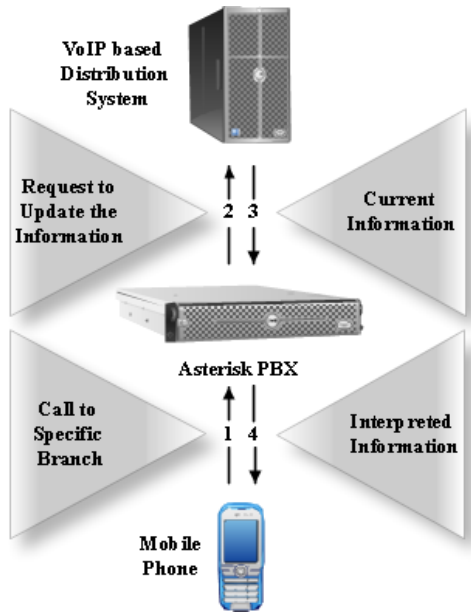 VoIP based
Distribution
System
Request to
Update the
Information
2 3
Current
Information
Asterisk PBX
Call to
Specific
Branch
1 4
Interpreted
Information
Mobile
Phone